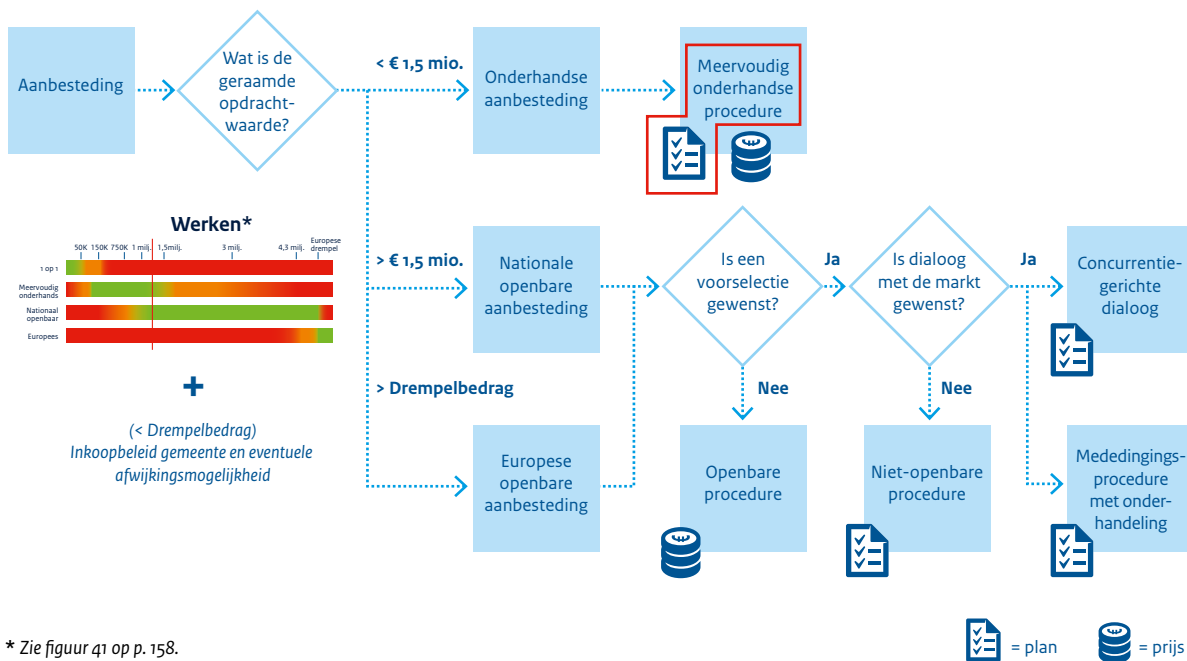 Aanbesteding
Wat is de
geraamde
opdracht-
waarde?
< € 1,5 mio.
Onderhandse
aanbesteding
Meervoudig
onderhandse
procedure
Werken*
50K 150K 750K 1 milj. 1,5milj. 3 milj. 4,3 milj. Europese
drempel
1 op 1
Meervoudig
onderhands
Nationaal
openbaar
Europees
+
(< Drempelbedrag)
Inkoopbeleid gemeente en eventuele
afwijkingsmogelijkheid
> € 1,5 mio.
Nationale
openbare
aanbesteding
Is een
voorselectie
gewenst?
Ja
Is dialoog
met de markt
gewenst?
Ja
Concurrentie-
gerichte
dialoog
> Drempelbedrag
Nee
Nee
Europese
openbare
aanbesteding
Openbare
procedure
Niet-openbare
procedure
Mededingings-
procedure
met onder-
handeling
* Zie figuur 41 op p. 158.
= plan
= prijs